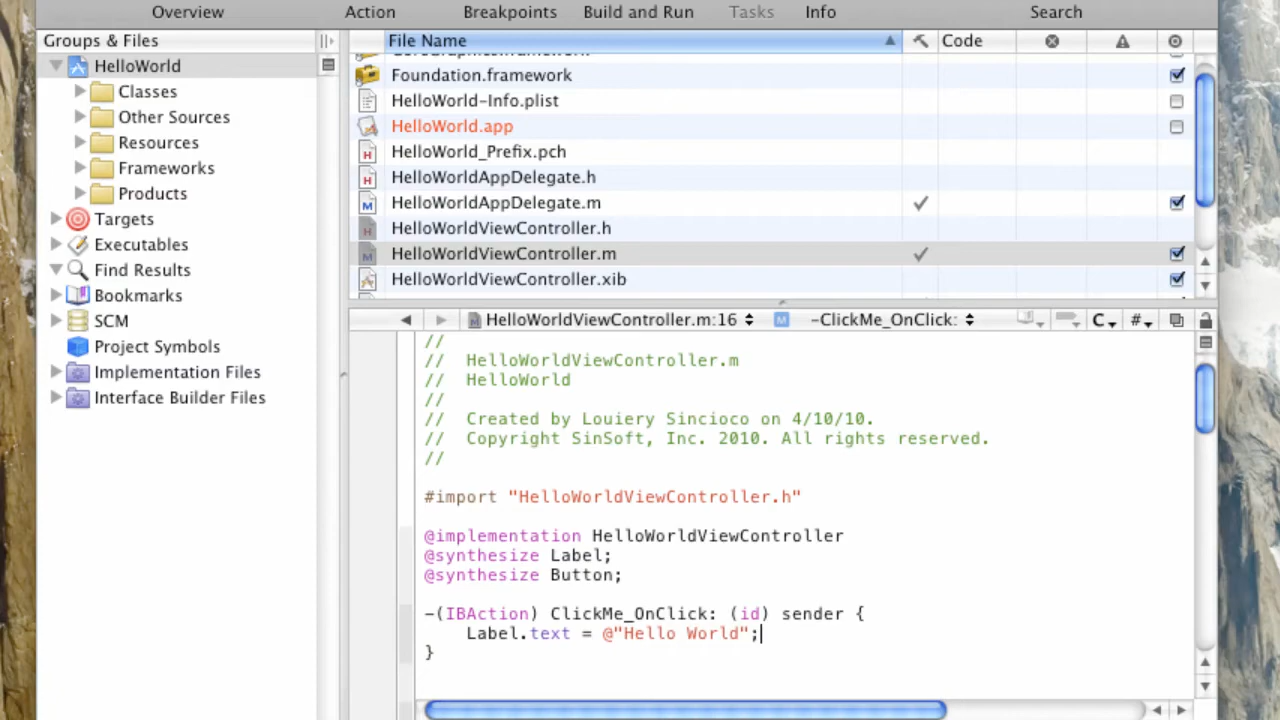 Overview Action Breakpoints Build and Run Tasks Info Search
Groups & Files
HelloWorld
Classes
Other Sources
Resources
Frameworks
Products
Targets
Executables
Find Results
Bookmarks
SCM
Project Symbols
Implementation Files
Interface Builder Files
File Name Code
Foundation.framework
HelloWorld-Info.plist
HelloWorld.app
HelloWorld_Prefix.pch
HelloWorldAppDelegate.h
HelloWorldAppDelegate.m
HelloWorldViewController.h
HelloWorldViewController.m
HelloWorldViewController.xib
HelloWorldViewController.m:16 M -ClickMe_OnClick: C #
//
//  HelloWorldViewController.m
//  HelloWorld
//
//  Created by Louiery Sincioco on 4/10/10.
//  Copyright SinSoft, Inc. 2010. All rights reserved.
//
#import "HelloWorldViewController.h"
@implementation HelloWorldViewController
@synthesize Label;
@synthesize Button;
-(IBAction) ClickMe_OnClick: (id) sender {
    Label.text = @"Hello World";
}